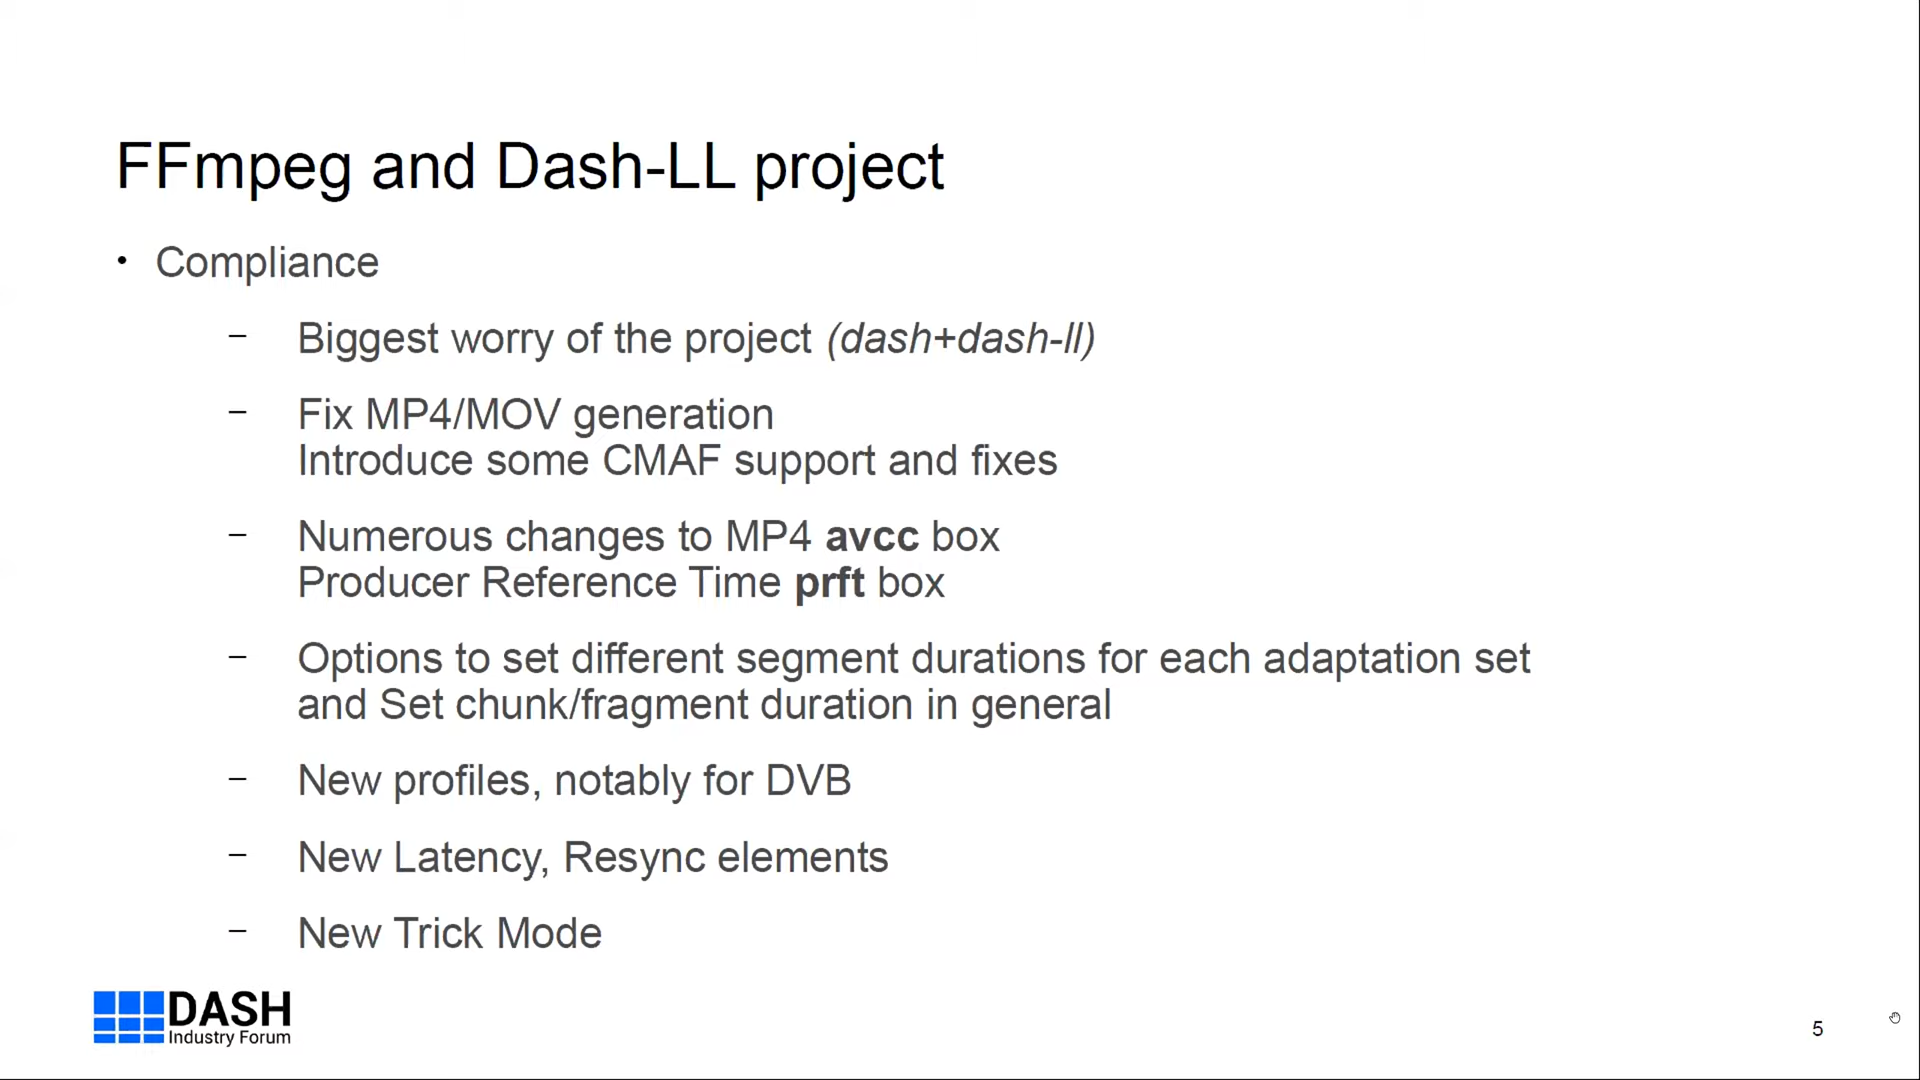 FFmpeg and Dash-LL project
• Compliance
– Biggest worry of the project (dash+dash-ll)
– Fix MP4/MOV generation
Introduce some CMAF support and fixes
– Numerous changes to MP4 avcc box
Producer Reference Time prft box
– Options to set different segment durations for each adaptation set
and Set chunk/fragment duration in general
– New profiles, notably for DVB
– New Latency, Resync elements
– New Trick Mode
DASH
Industry Forum
5